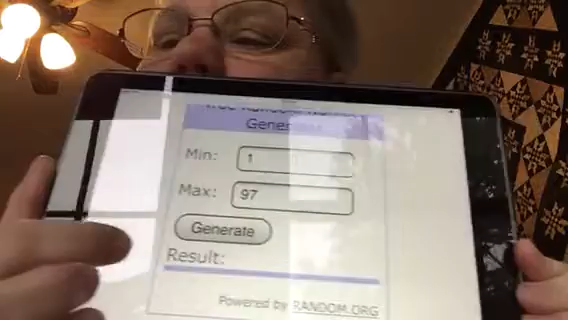 Min: 1
Max: 97
Generate
Result:
Powered by RANDOM.ORG